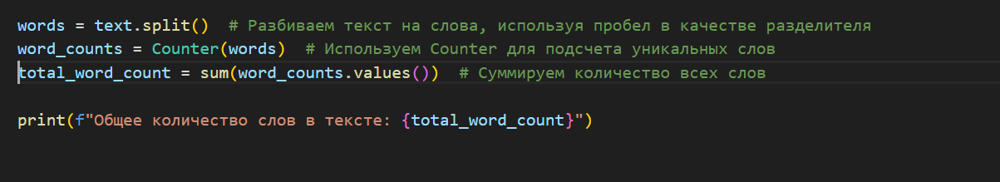 words = text.split()  # Разбиваем текст на слова, используя пробел в качестве разделителя
word_counts = Counter(words)  # Используем Counter для подсчета уникальных слов
total_word_count = sum(word_counts.values())  # Суммируем количество всех слов
print(f"Общее количество слов в тексте: {total_word_count}")